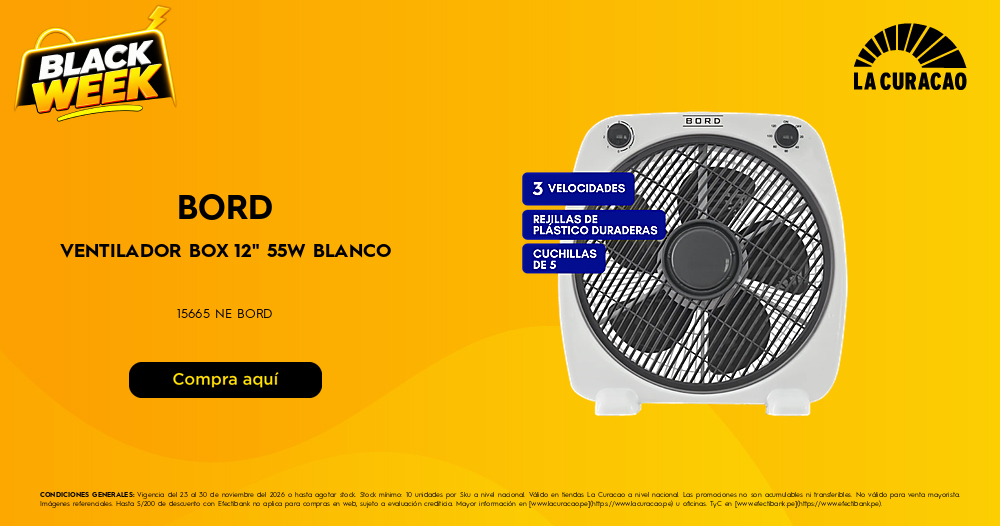 BLACK
WEEK
LA CURACAO
BORD
3 VELOCIDADES
REJILLAS DE
PLÁSTICO DURADERAS
CUCHILLAS
DE 5
BORD
VENTILADOR BOX 12" 55W BLANCO
15665 NE BORD
Compra aquí
CONDICIONES GENERALES: Vigencia del 23 al 30 de noviembre del 2026 o hasta agotar stock. Stock mínimo: 10 unidades por Sku a nivel nacional. Válido en tiendas La Curacao a nivel nacional. Las promociones no son acumulables ni transferibles. No válido para venta mayorista.
Imágenes referenciales. Hasta S/200 de descuento con Efectibank no aplica para compras en web, sujeto a evaluación crediticia. Mayor información en [www.lacuracao.pe](https://www.lacuracao.pe) u oficinas. TyC en [www.efectibank.pe](https://www.efectibank.pe).